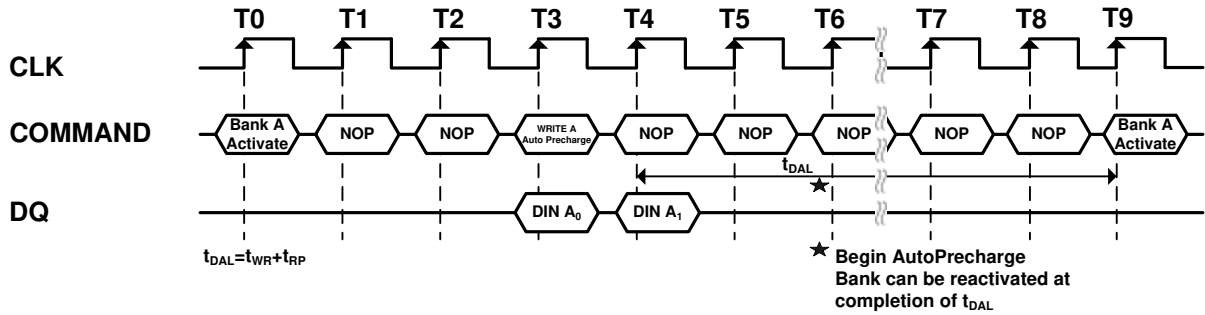 T0 T1 T2 T3 T4 T5 T6 T7 T8 T9
CLK
COMMAND
Bank A
Activate
NOP
NOP
WRITE A
Auto Precharge
NOP
NOP
NOP
NOP
NOP
Bank A
Activate
tDAL
DQ
DIN A0
DIN A1
tDAL=tWR+tRP
Begin AutoPrecharge
Bank can be reactivated at
completion of tDAL